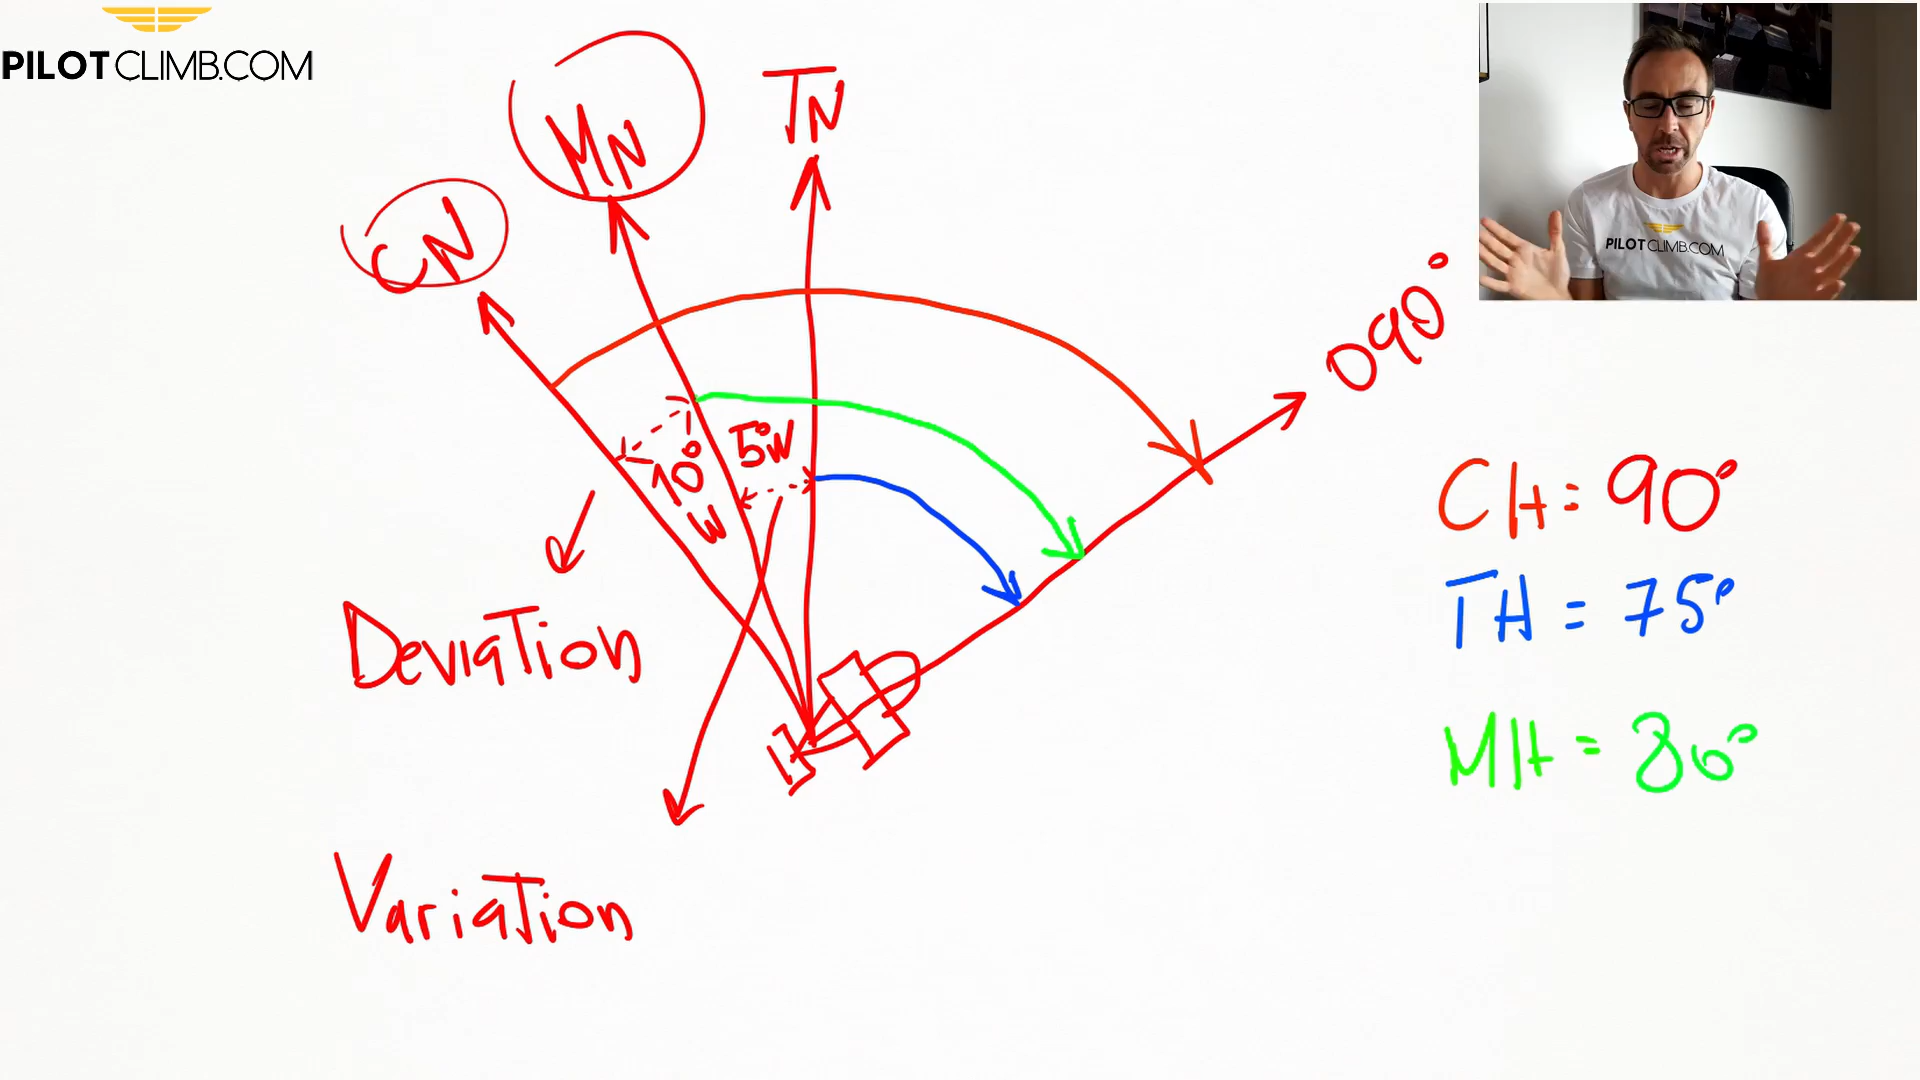 PILOTCLIMB.COM
TN
MN
CN
PILOTCLIMB.COM
090°
5°W
10°
W
CH = 90°
TH = 75°
MH = 80°
Deviation
Variation